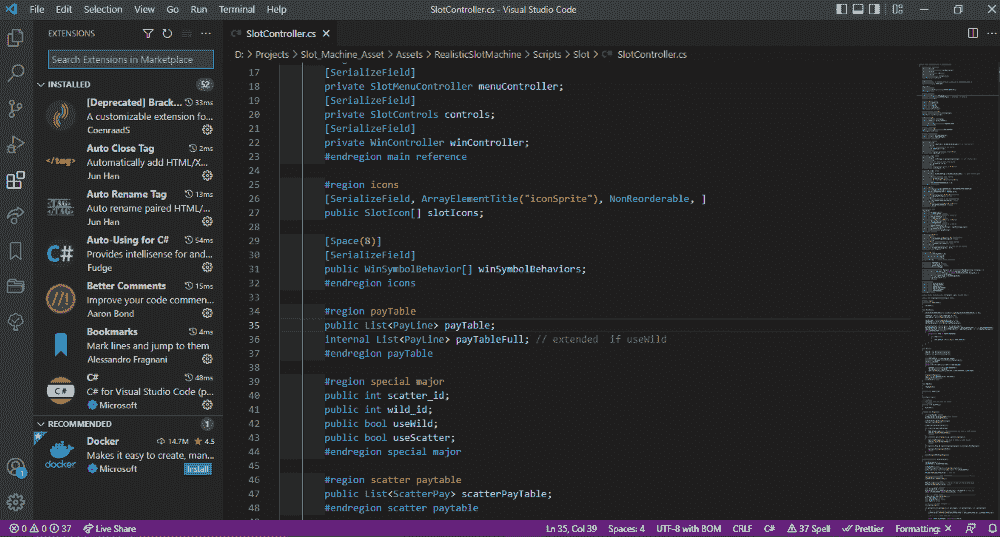 File Edit Selection View Go Run Terminal Help
SlotController.cs - Visual Studio Code
EXTENSIONS
Search Extensions in Marketplace
INSTALLED 52
[Deprecated] Brack... 33ms
A customizable extension fo...
CoenraadS
Auto Close Tag 2ms
Automatically add HTML/X...
Jun Han
Auto Rename Tag 13ms
Auto rename paired HTML/...
Jun Han
Auto-Using for C# 54ms
Provides intellisense for and...
Fudge
Better Comments 15ms
Improve your code commen...
Aaron Bond
Bookmarks 4ms
Mark lines and jump to them
Alessandro Fragnani
C# 48ms
C# for Visual Studio Code (p...
Microsoft
RECOMMENDED 1
Docker 14.7M 4.5
Makes it easy to create, man...
Microsoft Install
</tag>
C#
//!
C#
docker
1
SlotController.cs
D: > Projects > Slot_Machine_Asset > Assets > RealisticSlotMachine > Scripts > Slot > SlotController.cs
17 [SerializeField]
18 private SlotMenuController menuController;
19 [SerializeField]
20 private SlotControls controls;
21 [SerializeField]
22 private WinController winController;
23 #endregion main reference
24
25 #region icons
26 [SerializeField, ArrayElementTitle("iconSprite"), NonReorderable, ]
27 public SlotIcon[] slotIcons;
28
29 [Space(8)]
30 [SerializeField]
31 public WinSymbolBehavior[] winSymbolBehaviors;
32 #endregion icons
33
34 #region payTable
35 public List<PayLine> payTable;
36 internal List<PayLine> payTableFull; // extended  if useWild
37 #endregion payTable
38
39 #region special major
40 public int scatter_id;
41 public int wild_id;
42 public bool useWild;
43 public bool useScatter;
44 #endregion special major
45
46 #region scatter paytable
47 public List<ScatterPay> scatterPayTable;
48 #endregion scatter paytable
0 0 37 Live Share Ln 35, Col 39 Spaces: 4 UTF-8 with BOM CRLF C# 37 Spell Prettier Formatting: ✕